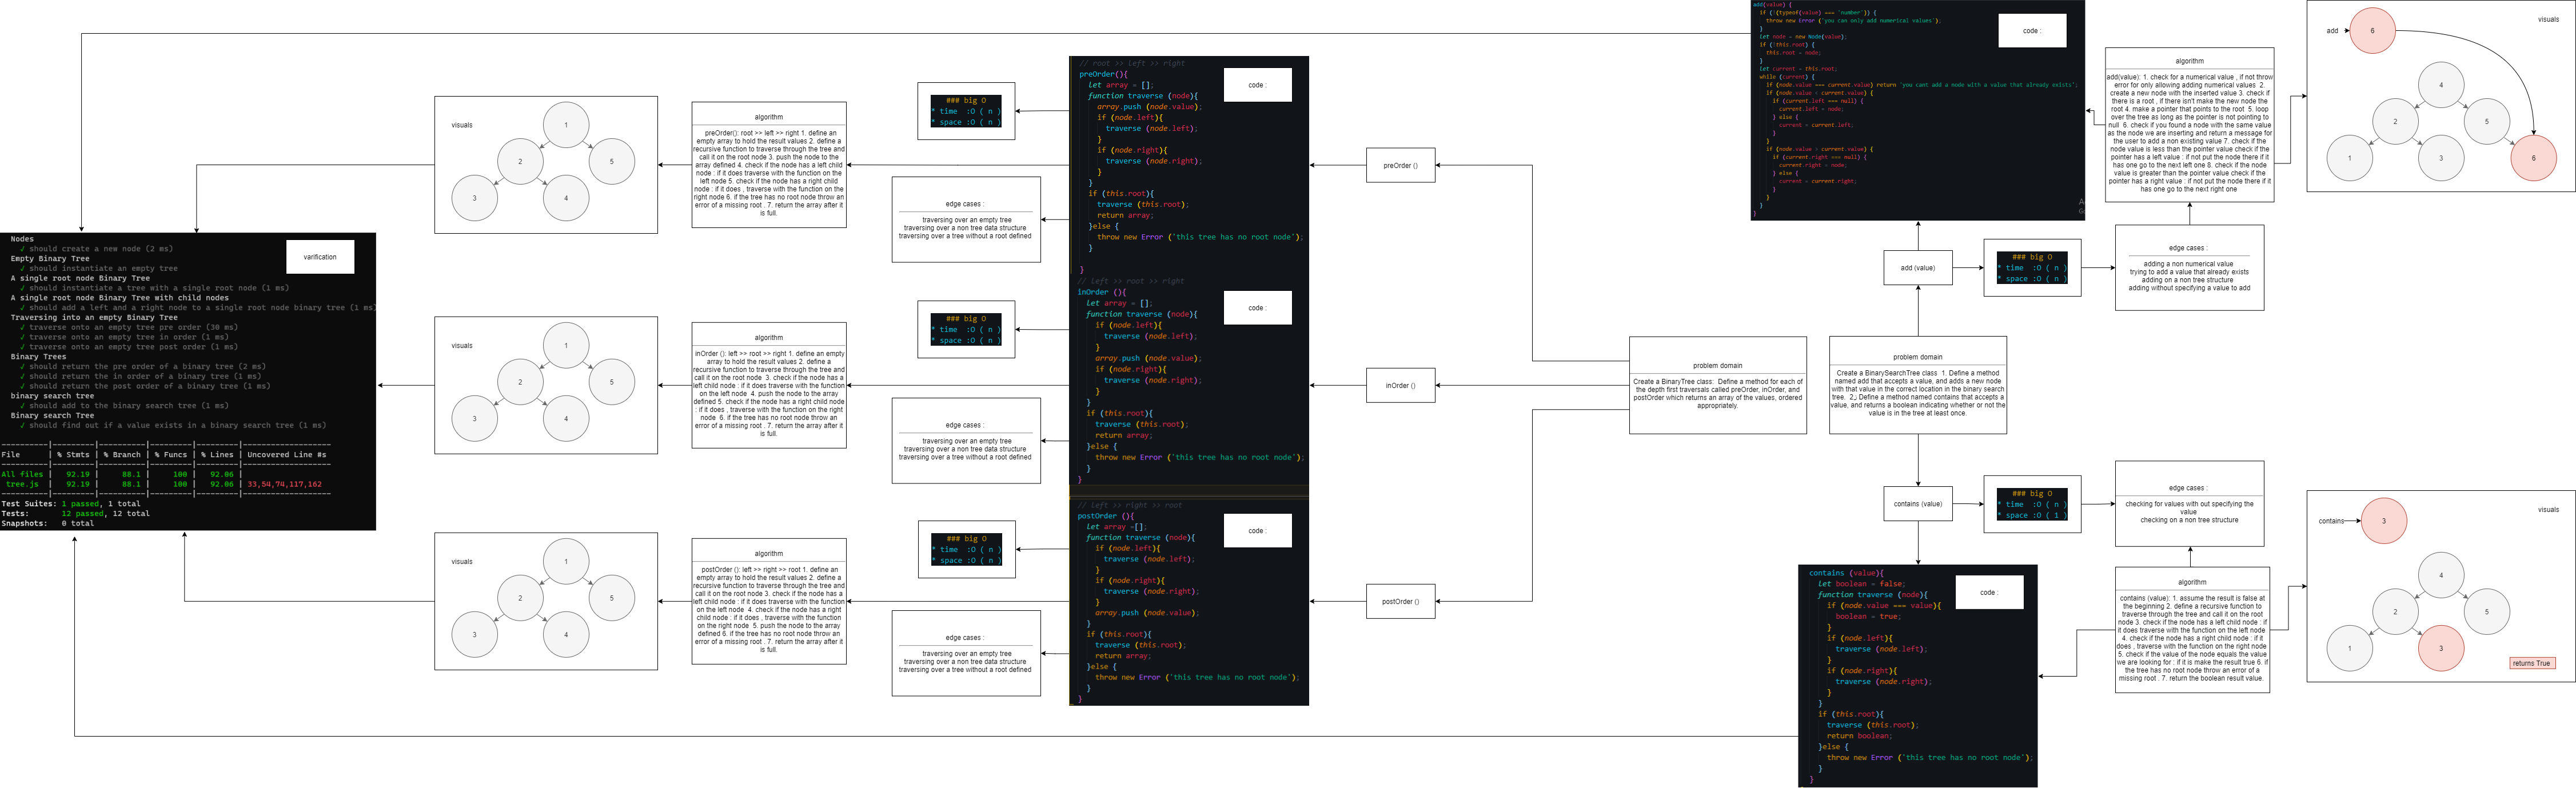 Nodes
✓ should create a new node (2 ms)
Empty Binary Tree
✓ should instantiate an empty tree
A single root node Binary Tree
✓ should instantiate a tree with a single root node (1 ms)
A single root node Binary Tree with child nodes
✓ should add a left and a right node to a single root node binary tree (1 ms)
Traversing into an empty Binary Tree
✓ traverse onto an empty tree pre order (30 ms)
✓ traverse onto an empty tree in order (1 ms)
✓ traverse onto an empty tree post order (1 ms)
Binary Trees
✓ should return the pre order of a binary tree (2 ms)
✓ should return the in order of a binary tree (1 ms)
✓ should return the post order of a binary tree (1 ms)
binary search tree
✓ should add to the binary search tree (1 ms)
Binary search Tree
✓ should find out if a value exists in a binary search tree (1 ms)
File | % Stmts | % Branch | % Funcs | % Lines | Uncovered Line #s
All files | 92.19 | 88.1 | 100 | 92.06 |
tree.js | 92.19 | 88.1 | 100 | 92.06 | 33,54,74,117,162
Test Suites: 1 passed, 1 total
Tests: 12 passed, 12 total
Snapshots: 0 total
varification
visuals
1
2
5
3
4
visuals
1
2
5
3
4
visuals
1
2
5
3
4
algorithm
preOrder(): root >> left >> right 1. define an
empty array to hold the result values 2. define a
recursive function to traverse through the tree and
call it on the root node 3. push the node to the
array defined 4. check if the node has a left child
node : if it does traverse with the function on the
left node 5. check if the node has a right child
node : if it does , traverse with the function on the
right node 6. if the tree has no root node throw an
error of a missing root . 7. return the array after it
is full.
algorithm
inOrder (): left >> root >> right 1. define an empty
array to hold the result values 2. define a
recursive function to traverse through the tree and
call it on the root node 3. check if the node has a
left child node : if it does traverse with the function
on the left node 4. push the node to the array
defined 5. check if the node has a right child node
: if it does , traverse with the function on the right
node 6. if the tree has no root node throw an
error of a missing root . 7. return the array after it
is full.
algorithm
postOrder (): left >> right >> root 1. define an
empty array to hold the result values 2. define a
recursive function to traverse through the tree and
call it on the root node 3. check if the node has a
left child node : if it does traverse with the function
on the left node 4. check if the node has a right
child node : if it does , traverse with the function
on the right node 5. push the node to the array
defined 6. if the tree has no root node throw an
error of a missing root . 7. return the array after it
is full.
### big O
* time :O ( n )
* space :O ( n )
edge cases :
traversing over an empty tree
traversing over a non tree data structure
traversing over a tree without a root defined
### big O
* time :O ( n )
* space :O ( n )
edge cases :
traversing over an empty tree
traversing over a non tree data structure
traversing over a tree without a root defined
### big O
* time :O ( n )
* space :O ( n )
edge cases :
traversing over an empty tree
traversing over a non tree data structure
traversing over a tree without a root defined
code :
// root >> left >> right
preOrder(){
let array = [];
function traverse (node){
array.push (node.value);
if (node.left){
traverse (node.left);
}
if (node.right){
traverse (node.right);
}
}
if (this.root){
traverse (this.root);
return array;
}else {
throw new Error ('this tree has no root node');
}
}
code :
// left >> root >> right
inOrder (){
let array = [];
function traverse (node){
if (node.left){
traverse (node.left);
}
array.push (node.value);
if (node.right){
traverse (node.right);
}
}
if (this.root){
traverse (this.root);
return array;
}else {
throw new Error ('this tree has no root node');
}
}
code :
// left >> right >> root
postOrder (){
let array =[];
function traverse (node){
if (node.left){
traverse (node.left);
}
if (node.right){
traverse (node.right);
}
array.push (node.value);
}
if (this.root){
traverse (this.root);
return array;
}else {
throw new Error ('this tree has no root node');
}
}
preOrder ()
inOrder ()
postOrder ()
problem domain
Create a BinaryTree class: Define a method for each of
the depth first traversals called preOrder, inOrder, and
postOrder which returns an array of the values, ordered
appropriately.
problem domain
Create a BinarySearchTree class 1. Define a method
named add that accepts a value, and adds a new node
with that value in the correct location in the binary search
tree. 2ر Define a method named contains that accepts a
value, and returns a boolean indicating whether or not the
value is in the tree at least once.
add (value)
contains (value)
code :
add(value) {
if (!(typeof(value) === 'number')) {
throw new Error ('you can only add numerical values');
}
let node = new Node(value);
if (!this.root) {
this.root = node;
}
let current = this.root;
while (current) {
if (node.value === current.value) return 'you cant add a node with a value that already exists';
if (node.value < current.value) {
if (current.left === null) {
current.left = node;
} else {
current = current.left;
}
}
if (node.value > current.value) {
if (current.right === null) {
current.right = node;
} else {
current = current.right;
}
}
}
}
### big O
* time :O ( n )
* space :O ( n )
edge cases :
adding a non numerical value
trying to add a value that already exists
adding on a non tree structure
adding without specifying a value to add
algorithm
add(value): 1. check for a numerical value , if not throw
error for only allowing adding numerical values 2.
create a new node with the inserted value 3. check if
there is a root , if there isn't make the new node the
root 4. make a pointer that points to the root 5. loop
over the tree as long as the pointer is not pointing to
null 6. check if you found a node with the same value
as the node we are inserting and return a message for
the user to add a non existing value 7. check if the
node value is less than the pointer value check if the
pointer has a left value : if not put the node there if it
has one go to the next left one 8. check if the node
value is greater than the pointer value check if the
pointer has a right value : if not put the node there if it
has one go to the next right one
visuals
add
6
4
2
5
1
3
6
### big O
* time :O ( n )
* space :O ( 1 )
edge cases :
checking for values with out specifying the
value
checking on a non tree structure
algorithm
contains (value): 1. assume the result is false at
the beginning 2. define a recursive function to
traverse through the tree and call it on the root
node 3. check if the node has a left child node : if
it does traverse with the function on the left node
4. check if the node has a right child node : if it
does , traverse with the function on the right node
5. check if the value of the node equals the value
we are looking for : if it is make the result true 6. if
the tree has no root node throw an error of a
missing root . 7. return the boolean result value.
code :
contains (value){
let boolean = false;
function traverse (node){
if (node.value === value){
boolean = true;
}
if (node.left){
traverse (node.left);
}
if (node.right){
traverse (node.right);
}
}
if (this.root){
traverse (this.root);
return boolean;
}else {
throw new Error ('this tree has no root node');
}
}
visuals
contains
3
4
2
5
1
3
returns True